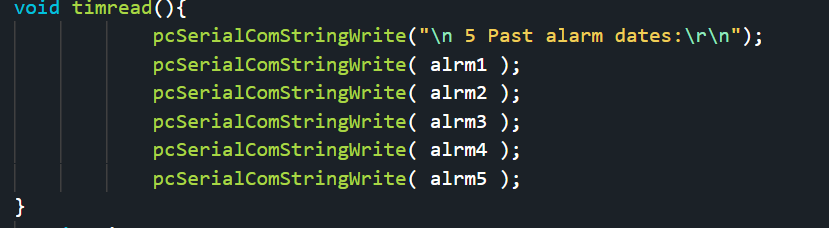 void timread(){
pcSerialComStringWrite("\n 5 Past alarm dates:\r\n");
pcSerialComStringWrite( alrm1 );
pcSerialComStringWrite( alrm2 );
pcSerialComStringWrite( alrm3 );
pcSerialComStringWrite( alrm4 );
pcSerialComStringWrite( alrm5 );
}